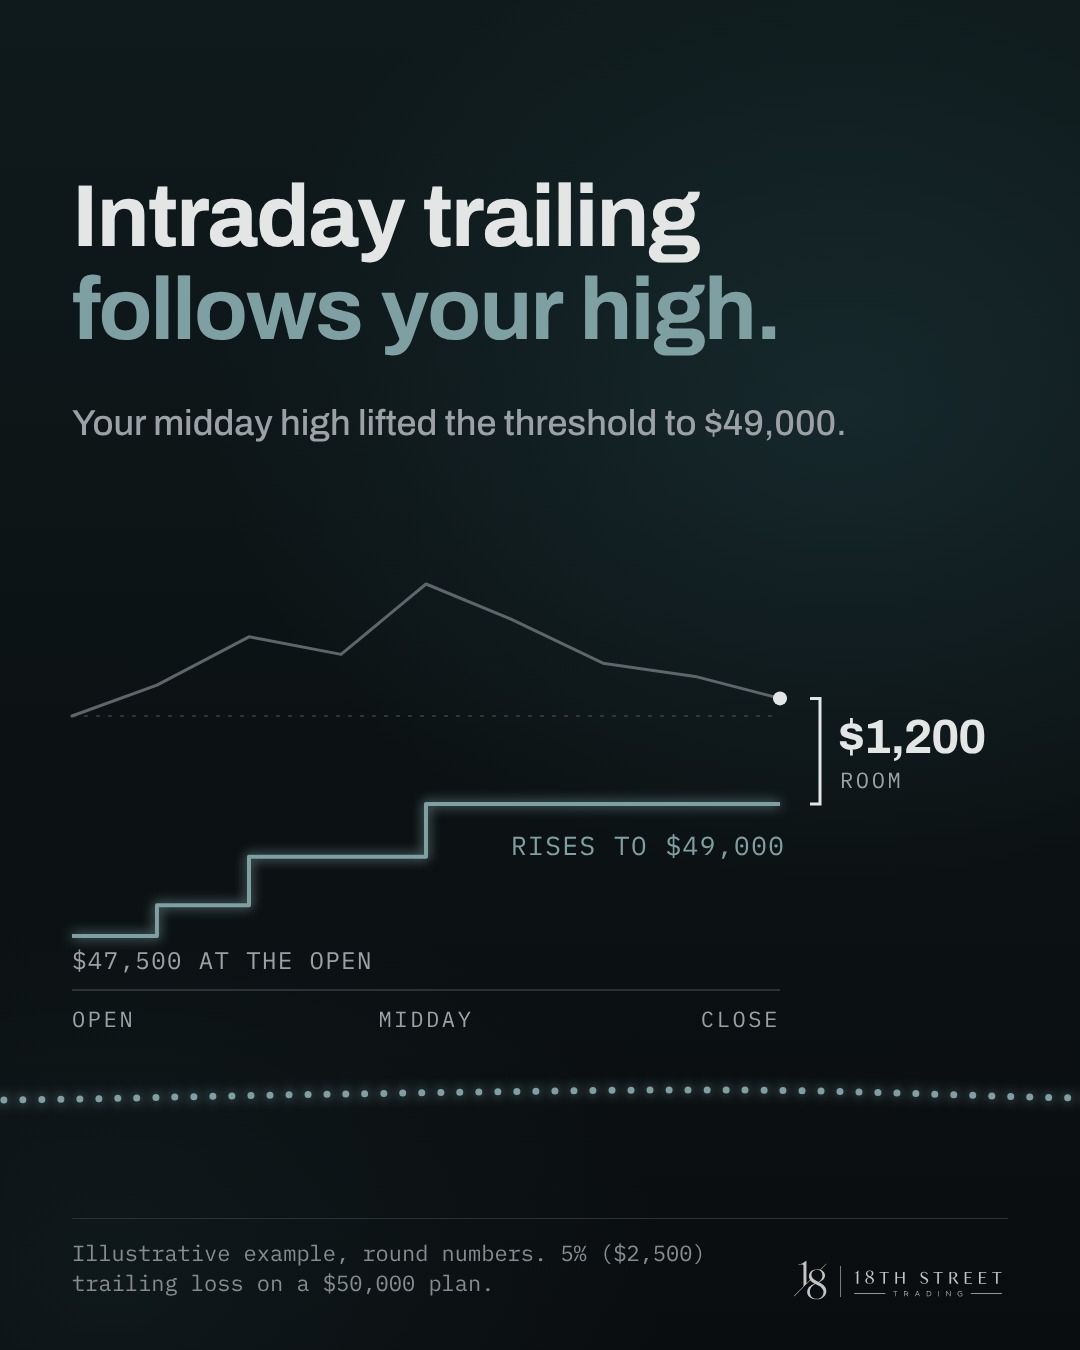 Intraday trailing
follows your high.
Your midday high lifted the threshold to $49,000.
$1,200
ROOM
RISES TO $49,000
$47,500 AT THE OPEN
OPEN MIDDAY CLOSE
Illustrative example, round numbers. 5% ($2,500)
trailing loss on a $50,000 plan.
18 18TH STREET
TRADING